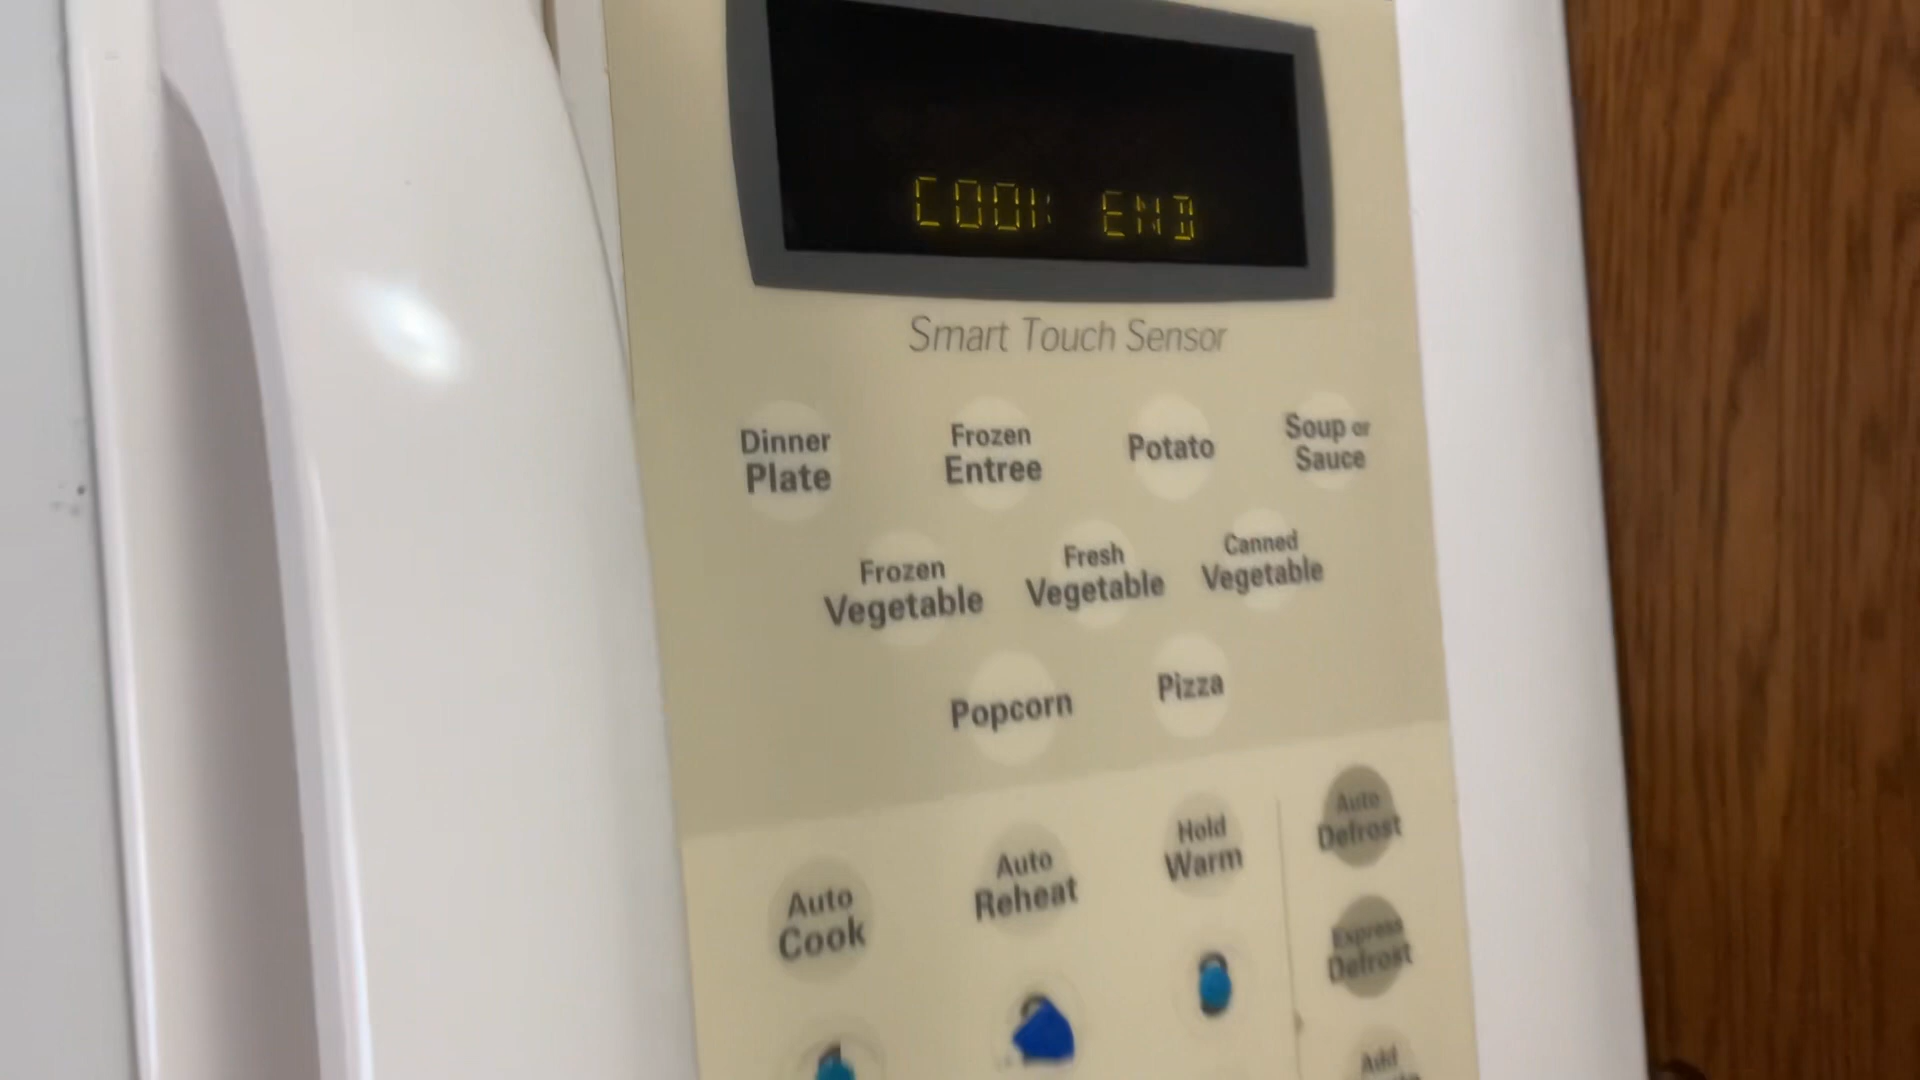 COOK END
Smart Touch Sensor
Dinner
Plate
Frozen
Entree
Potato
Soup or
Sauce
Frozen
Vegetable
Fresh
Vegetable
Canned
Vegetable
Popcorn
Pizza
Auto
Cook
Auto
Reheat
Hold
Warm
Auto
Defrost
Express
Defrost
Add